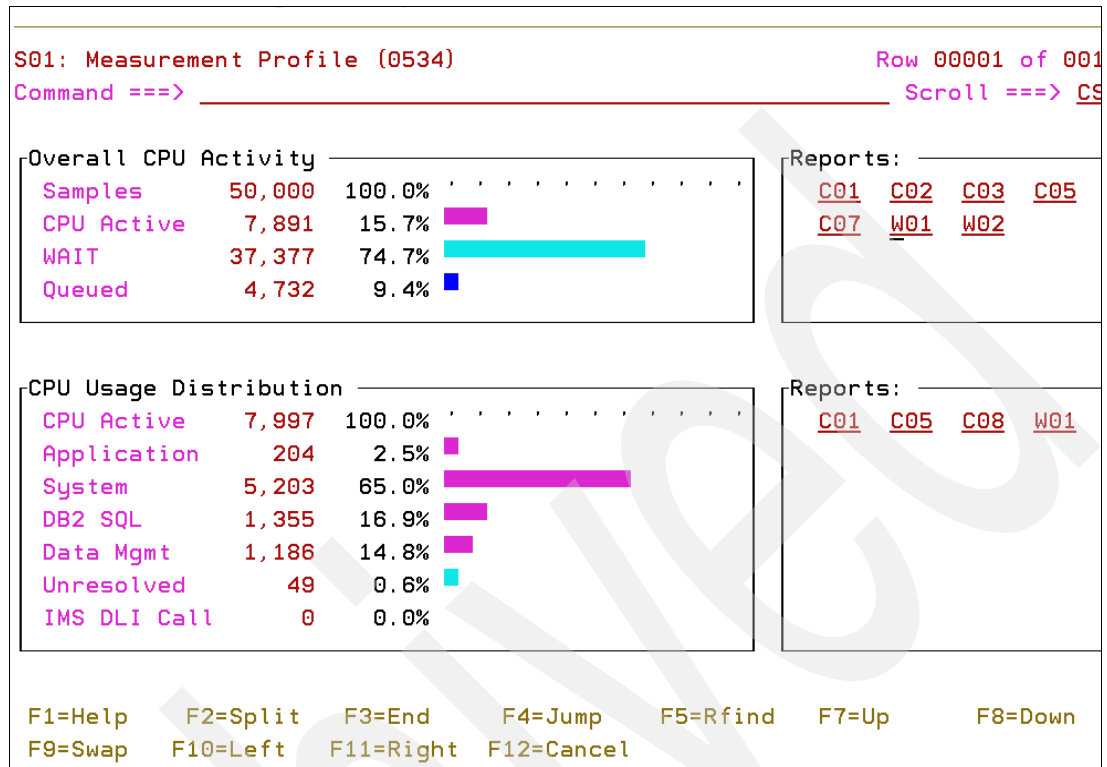 S01: Measurement Profile (0534) Row 00001 of 001
Command ===> Scroll ===> CS
Overall CPU Activity Reports:
Samples 50,000 100.0% C01 C02 C03 C05
CPU Active 7,891 15.7% C07 W01 W02
WAIT 37,377 74.7%
Queued 4,732 9.4%
CPU Usage Distribution Reports:
CPU Active 7,997 100.0% C01 C05 C08 W01
Application 204 2.5%
System 5,203 65.0%
DB2 SQL 1,355 16.9%
Data Mgmt 1,186 14.8%
Unresolved 49 0.6%
IMS DLI Call 0 0.0%
F1=Help F2=Split F3=End F4=Jump F5=Rfind F7=Up F8=Down
F9=Swap F10=Left F11=Right F12=Cancel